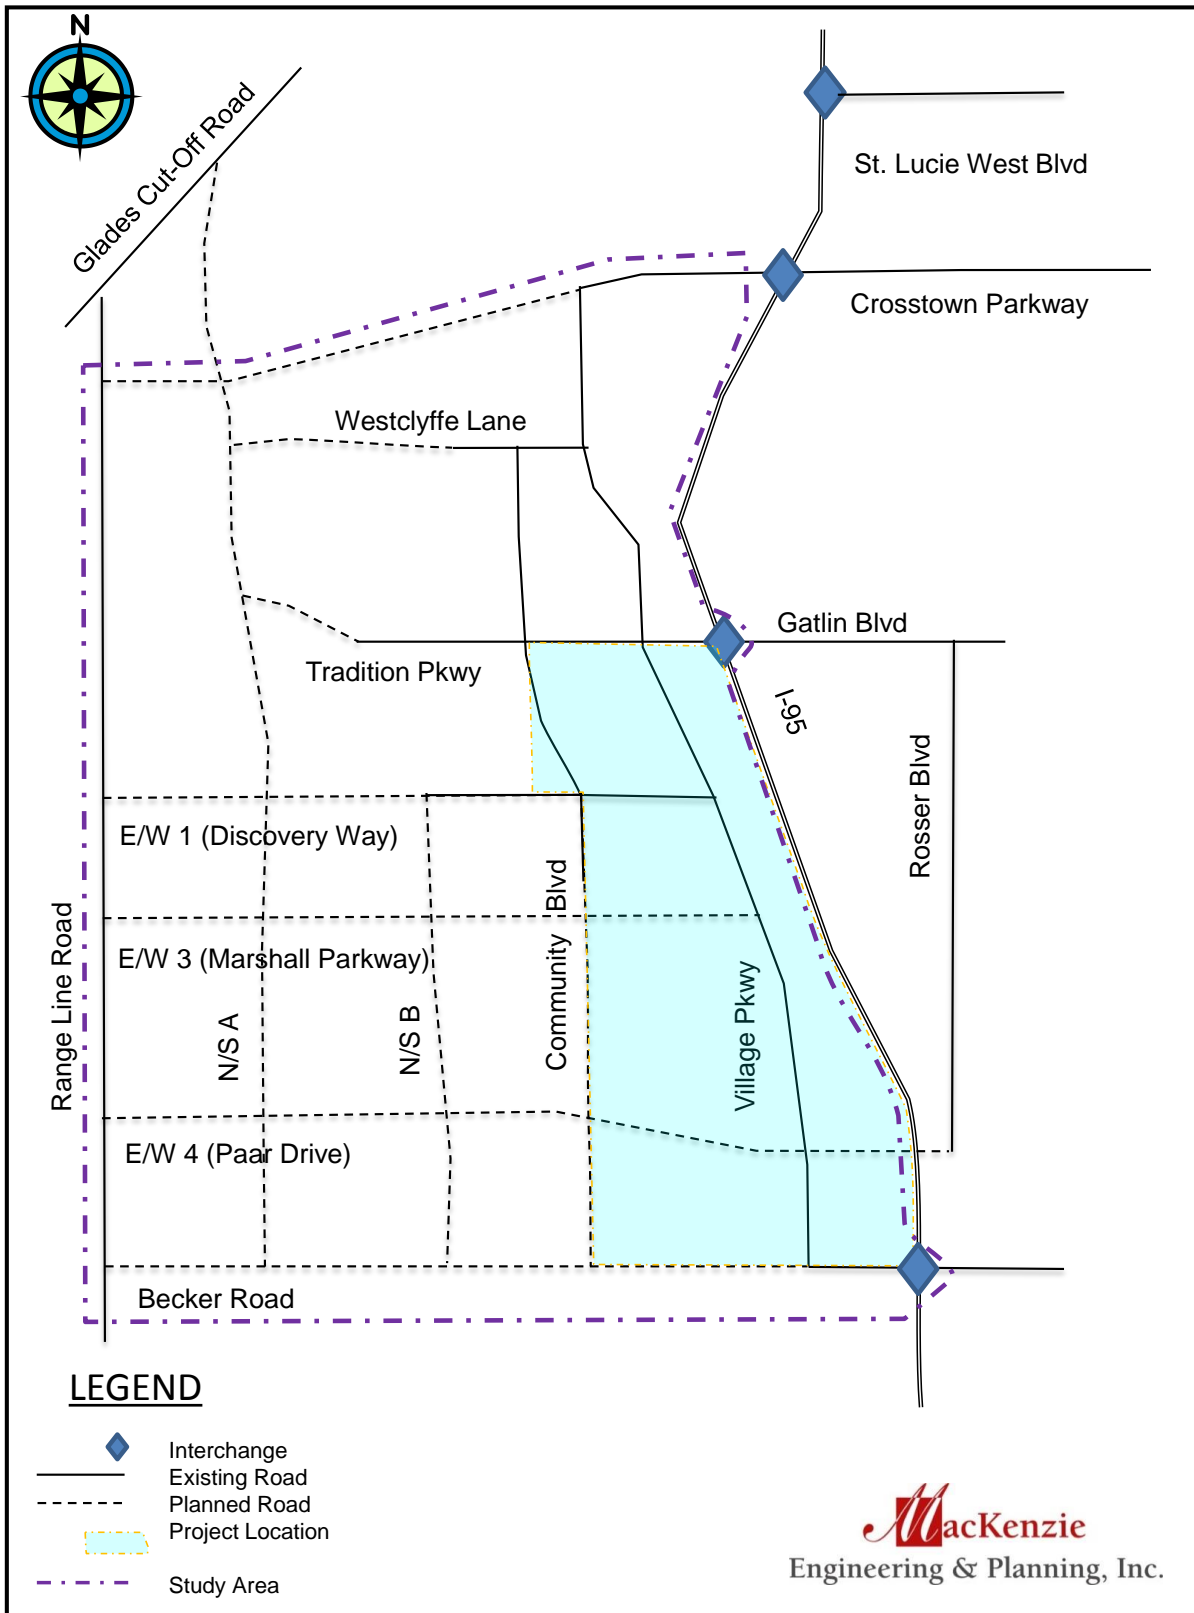 N
Glades Cut-Off Road
St. Lucie West Blvd
Crosstown Parkway
Westclyffe Lane
Gatlin Blvd
Tradition Pkwy
I-95
Rosser Blvd
E/W 1 (Discovery Way)
Community Blvd
Range Line Road
E/W 3 (Marshall Parkway)
N/S A
N/S B
Village Pkwy
E/W 4 (Paar Drive)
Becker Road
LEGEND
Interchange
Existing Road
Planned Road
Project Location
Study Area
MacKenzie
Engineering & Planning, Inc.